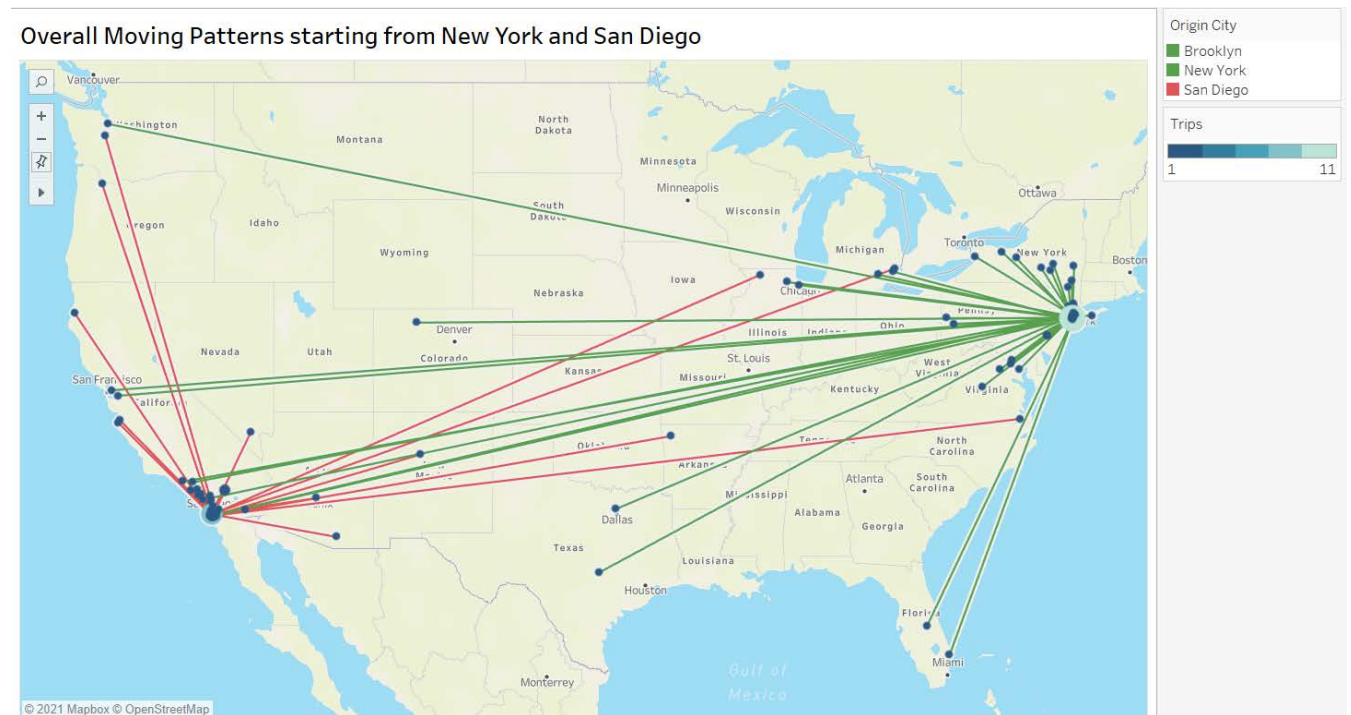 Overall Moving Patterns starting from New York and San Diego
Origin City
Brooklyn
New York
San Diego
Trips
1
11
Vancouver
Montana
North
Dakota
Minnesota
Minneapolis
Ottawa
Idaho
South
Wisconsin
Toronto
New York
Michigan
Boston
Wyoming
Iowa
Nebraska
Denver
Illinois
Ohio
Nevada
Utah
Colorado
St. Louis
West
Kentucky
Virginia
North
Carolina
Atlanta
South
Carolina
Mississippi
Alabama
Georgia
Dallas
Texas
Louisiana
Houston
Miami
Gulf of
Mexico
Monterrey
© 2021 Mapbox © OpenStreetMap